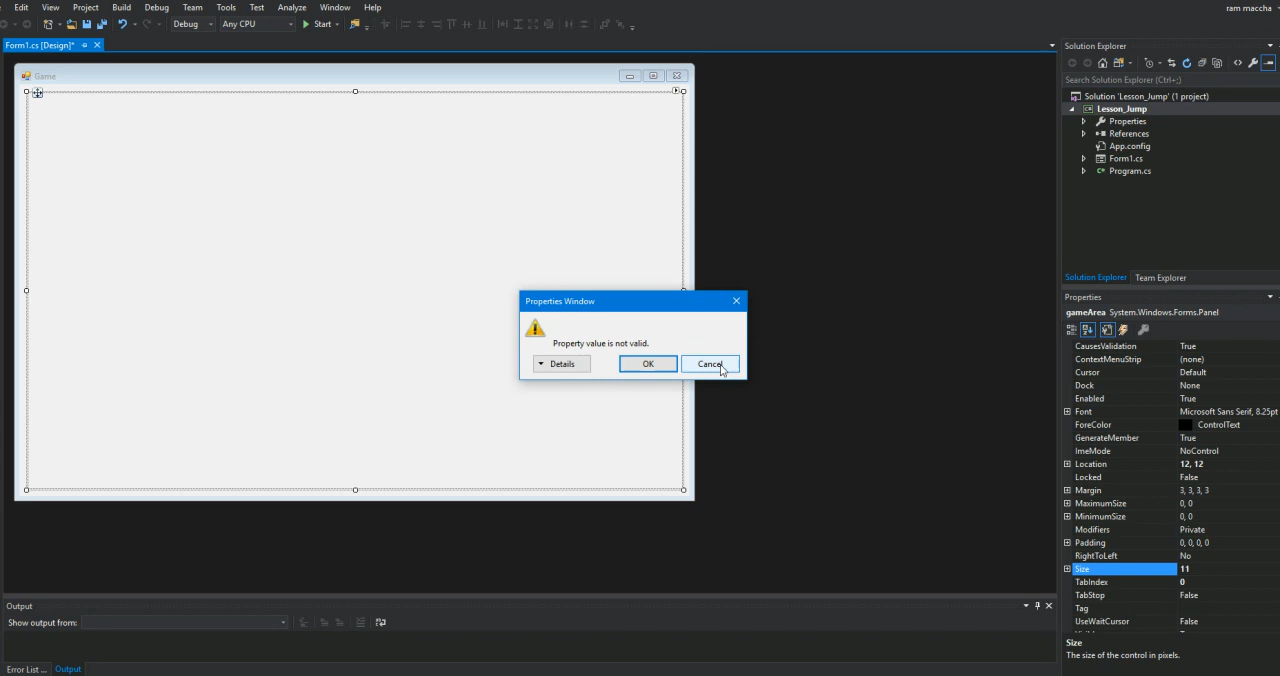 Edit View Project Build Debug Team Tools Test Analyze Window Help
ram maccha
Debug Any CPU Start
Form1.cs [Design]*
Game
Properties Window
Property value is not valid.
Details OK Cancel
Output
Show output from:
Error List ... Output
Solution Explorer
Search Solution Explorer (Ctrl+;)
Solution 'Lesson_Jump' (1 project)
Lesson_Jump
Properties
References
App.config
Form1.cs
Program.cs
Solution Explorer Team Explorer
Properties
gameArea System.Windows.Forms.Panel
CausesValidation True
ContextMenuStrip (none)
Cursor Default
Dock None
Enabled True
Font Microsoft Sans Serif, 8.25pt
ForeColor ControlText
GenerateMember True
ImeMode NoControl
Location 12, 12
Locked False
Margin 3, 3, 3, 3
MaximumSize 0, 0
MinimumSize 0, 0
Modifiers Private
Padding 0, 0, 0, 0
RightToLeft No
Size 11
TabIndex 0
TabStop False
Tag
UseWaitCursor False
Size
The size of the control in pixels.